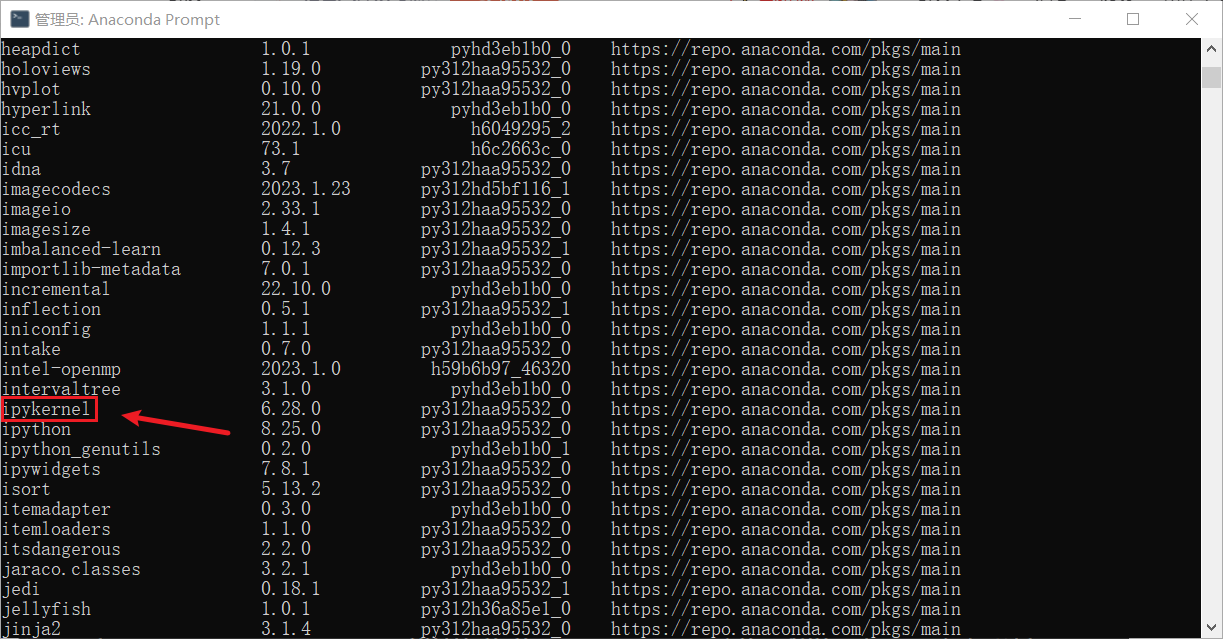 管理员: Anaconda Prompt
heapdict 1.0.1 pyhd3eb1b0_0 https://repo.anaconda.com/pkgs/main
holoviews 1.19.0 py312haa95532_0 https://repo.anaconda.com/pkgs/main
hvplot 0.10.0 py312haa95532_0 https://repo.anaconda.com/pkgs/main
hyperlink 21.0.0 pyhd3eb1b0_0 https://repo.anaconda.com/pkgs/main
icc_rt 2022.1.0 h6049295_2 https://repo.anaconda.com/pkgs/main
icu 73.1 h6c2663c_0 https://repo.anaconda.com/pkgs/main
idna 3.7 py312haa95532_0 https://repo.anaconda.com/pkgs/main
imagecodecs 2023.1.23 py312hd5bf116_1 https://repo.anaconda.com/pkgs/main
imageio 2.33.1 py312haa95532_0 https://repo.anaconda.com/pkgs/main
imagesize 1.4.1 py312haa95532_0 https://repo.anaconda.com/pkgs/main
imbalanced-learn 0.12.3 py312haa95532_1 https://repo.anaconda.com/pkgs/main
importlib-metadata 7.0.1 py312haa95532_0 https://repo.anaconda.com/pkgs/main
incremental 22.10.0 pyhd3eb1b0_0 https://repo.anaconda.com/pkgs/main
inflection 0.5.1 py312haa95532_1 https://repo.anaconda.com/pkgs/main
iniconfig 1.1.1 pyhd3eb1b0_0 https://repo.anaconda.com/pkgs/main
intake 0.7.0 py312haa95532_0 https://repo.anaconda.com/pkgs/main
intel-openmp 2023.1.0 h59b6b97_46320 https://repo.anaconda.com/pkgs/main
intervaltree 3.1.0 pyhd3eb1b0_0 https://repo.anaconda.com/pkgs/main
ipykernel 6.28.0 py312haa95532_0 https://repo.anaconda.com/pkgs/main
ipython 8.25.0 py312haa95532_0 https://repo.anaconda.com/pkgs/main
ipython_genutils 0.2.0 pyhd3eb1b0_1 https://repo.anaconda.com/pkgs/main
ipywidgets 7.8.1 py312haa95532_0 https://repo.anaconda.com/pkgs/main
isort 5.13.2 py312haa95532_0 https://repo.anaconda.com/pkgs/main
itemadapter 0.3.0 pyhd3eb1b0_0 https://repo.anaconda.com/pkgs/main
itemloaders 1.1.0 py312haa95532_0 https://repo.anaconda.com/pkgs/main
itsdangerous 2.2.0 py312haa95532_0 https://repo.anaconda.com/pkgs/main
jaraco.classes 3.2.1 pyhd3eb1b0_0 https://repo.anaconda.com/pkgs/main
jedi 0.18.1 py312haa95532_1 https://repo.anaconda.com/pkgs/main
jellyfish 1.0.1 py312h36a85e1_0 https://repo.anaconda.com/pkgs/main
jinja2 3.1.4 py312haa95532_0 https://repo.anaconda.com/pkgs/main